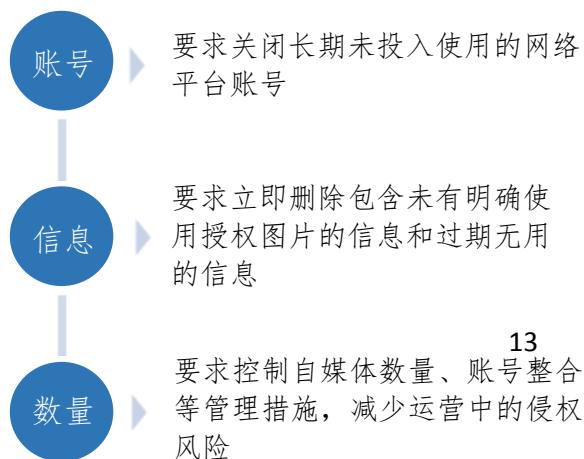 账号
要求关闭长期未投入使用的网络
平台账号
信息
要求立即删除包含未有明确使
用授权图片的信息和过期无用
的信息
13
数量
要求控制自媒体数量、账号整合
等管理措施，减少运营中的侵权
风险